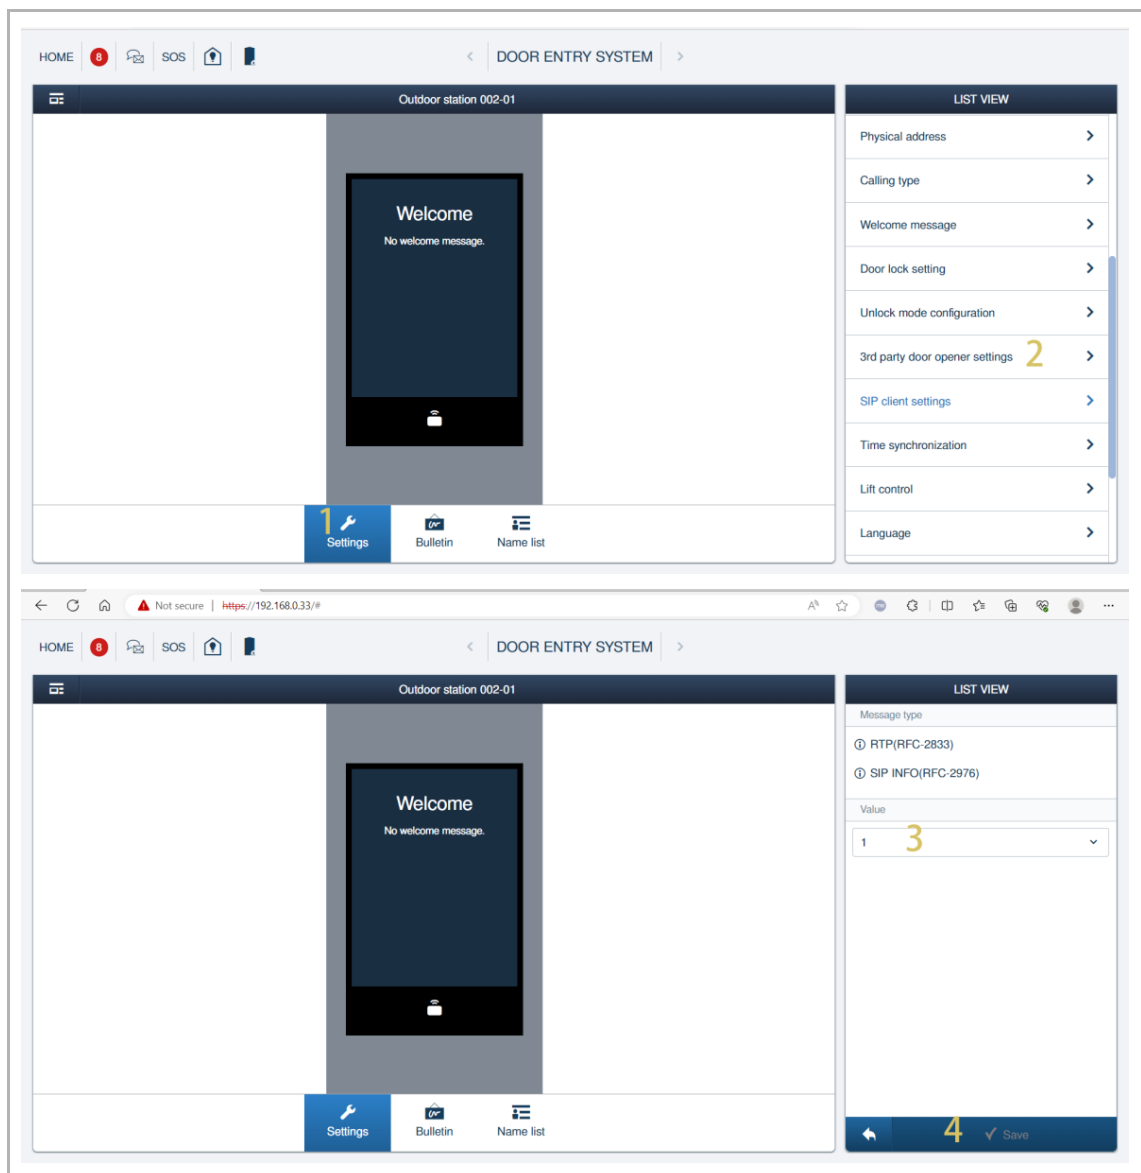 HOME 8 SOS DOOR ENTRY SYSTEM
Outdoor station 002-01
Welcome
No welcome message.
1
Settings Bulletin Name list
LIST VIEW
Physical address
Calling type
Welcome message
Door lock setting
Unlock mode configuration
3rd party door opener settings 2
SIP client settings
Time synchronization
Lift control
Language
Not secure | https://192.168.0.33/#
HOME 8 SOS DOOR ENTRY SYSTEM
Outdoor station 002-01
Welcome
No welcome message.
Settings Bulletin Name list
LIST VIEW
Message type
RTP(RFC-2833)
SIP INFO(RFC-2976)
Value
1 3
4 Save